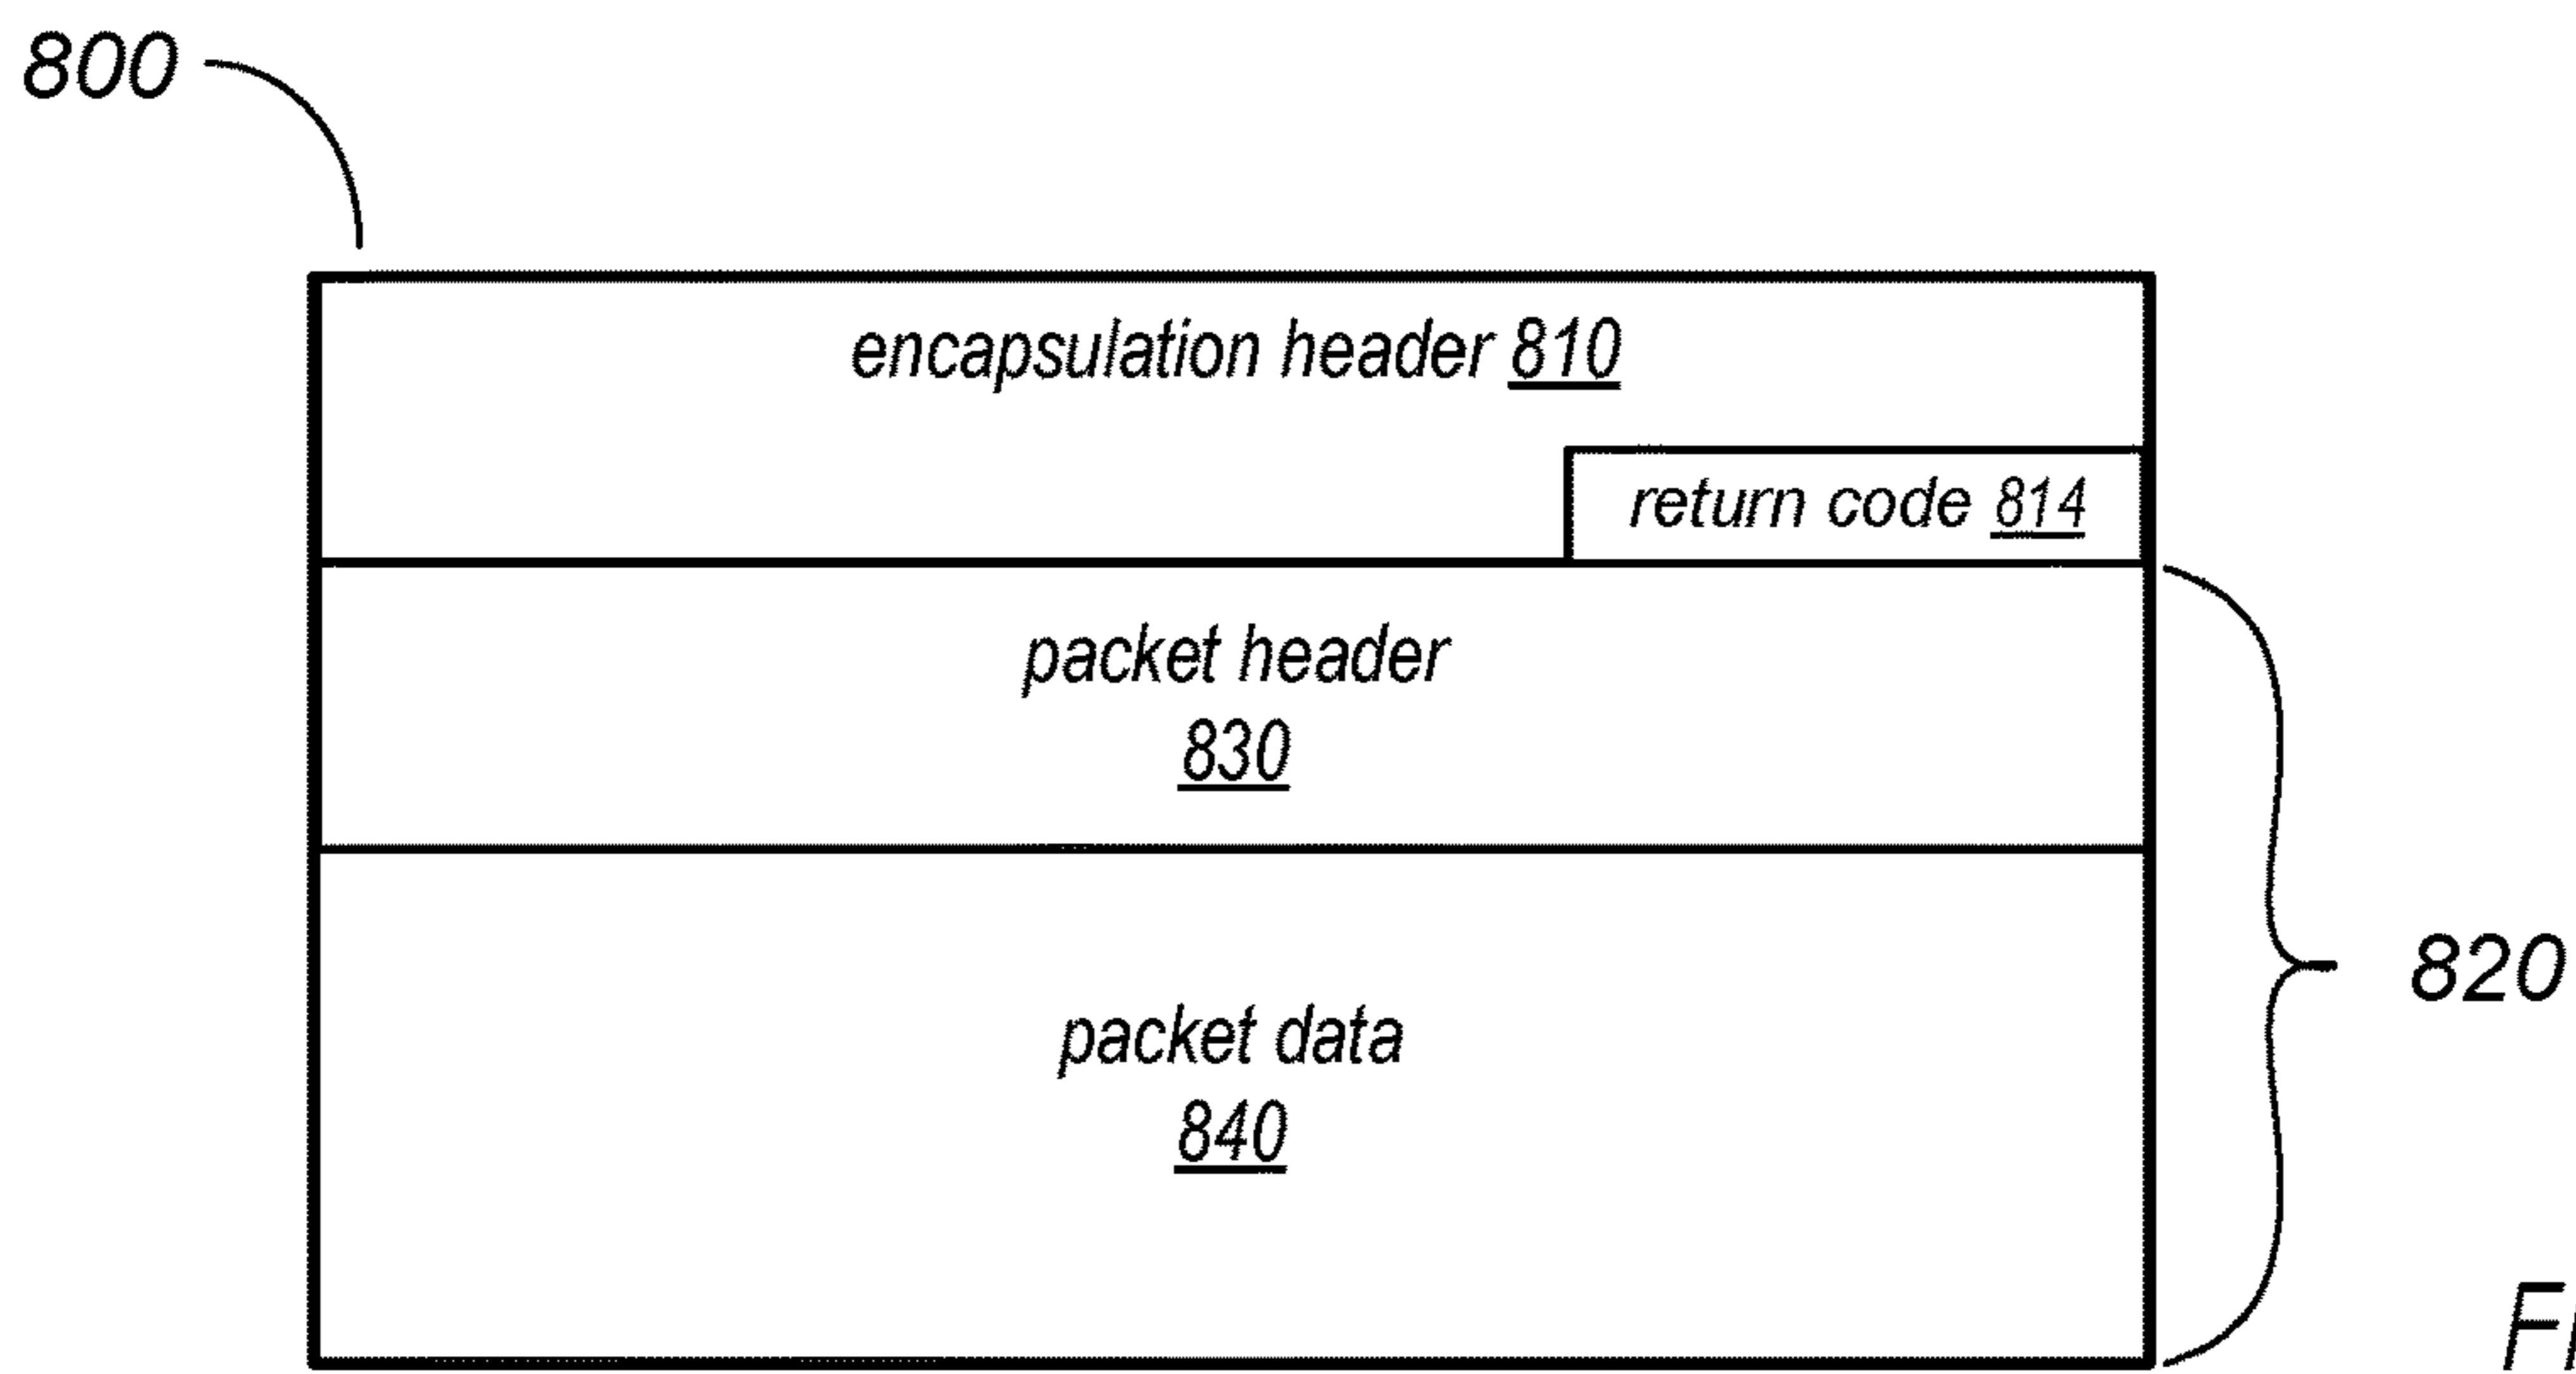 800
encapsulation header 810
return code 814
packet header
830
820
packet data
840